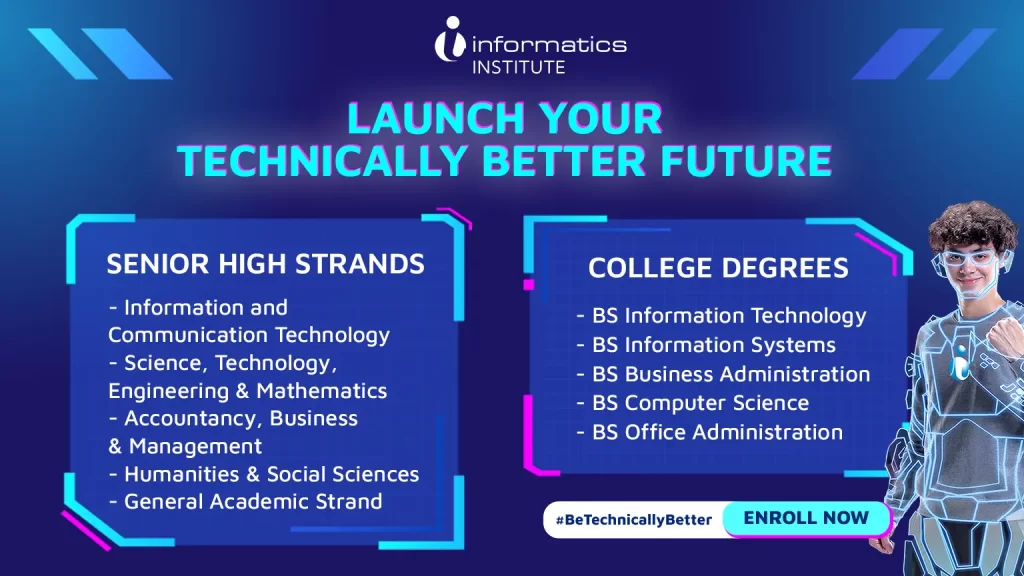 informatics
INSTITUTE
LAUNCH YOUR
TECHNICALLY BETTER FUTURE
SENIOR HIGH STRANDS
- Information and
Communication Technology
- Science, Technology,
Engineering & Mathematics
- Accountancy, Business
& Management
- Humanities & Social Sciences
- General Academic Strand
COLLEGE DEGREES
- BS Information Technology
- BS Information Systems
- BS Business Administration
- BS Computer Science
- BS Office Administration
#BeTechnicallyBetter
ENROLL NOW